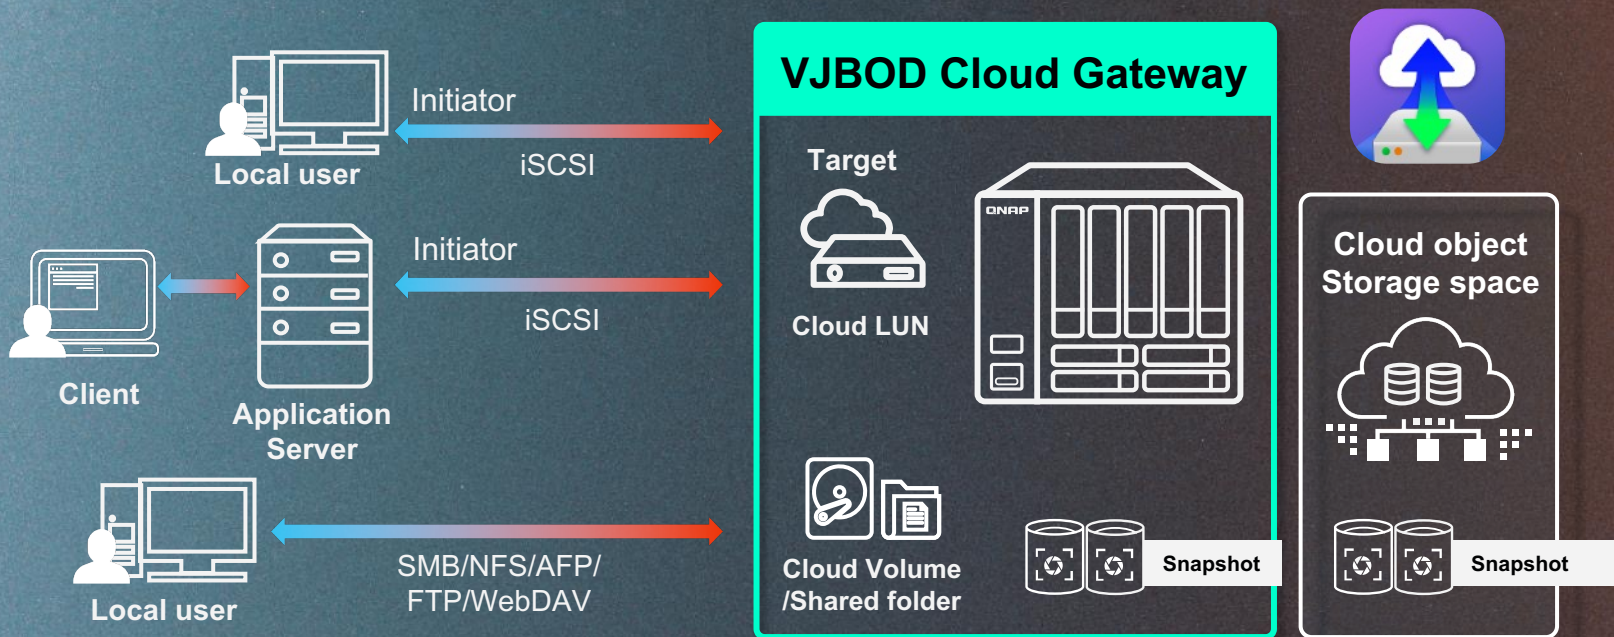 VJBOD Cloud Gateway
Initiator
iSCSI
Local user
Target
QNAP
Cloud LUN
Cloud object
Storage space
Initiator
iSCSI
Client
Application
Server
SMB/NFS/AFP/
FTP/WebDAV
Local user
Cloud Volume
/Shared folder
Snapshot
Snapshot